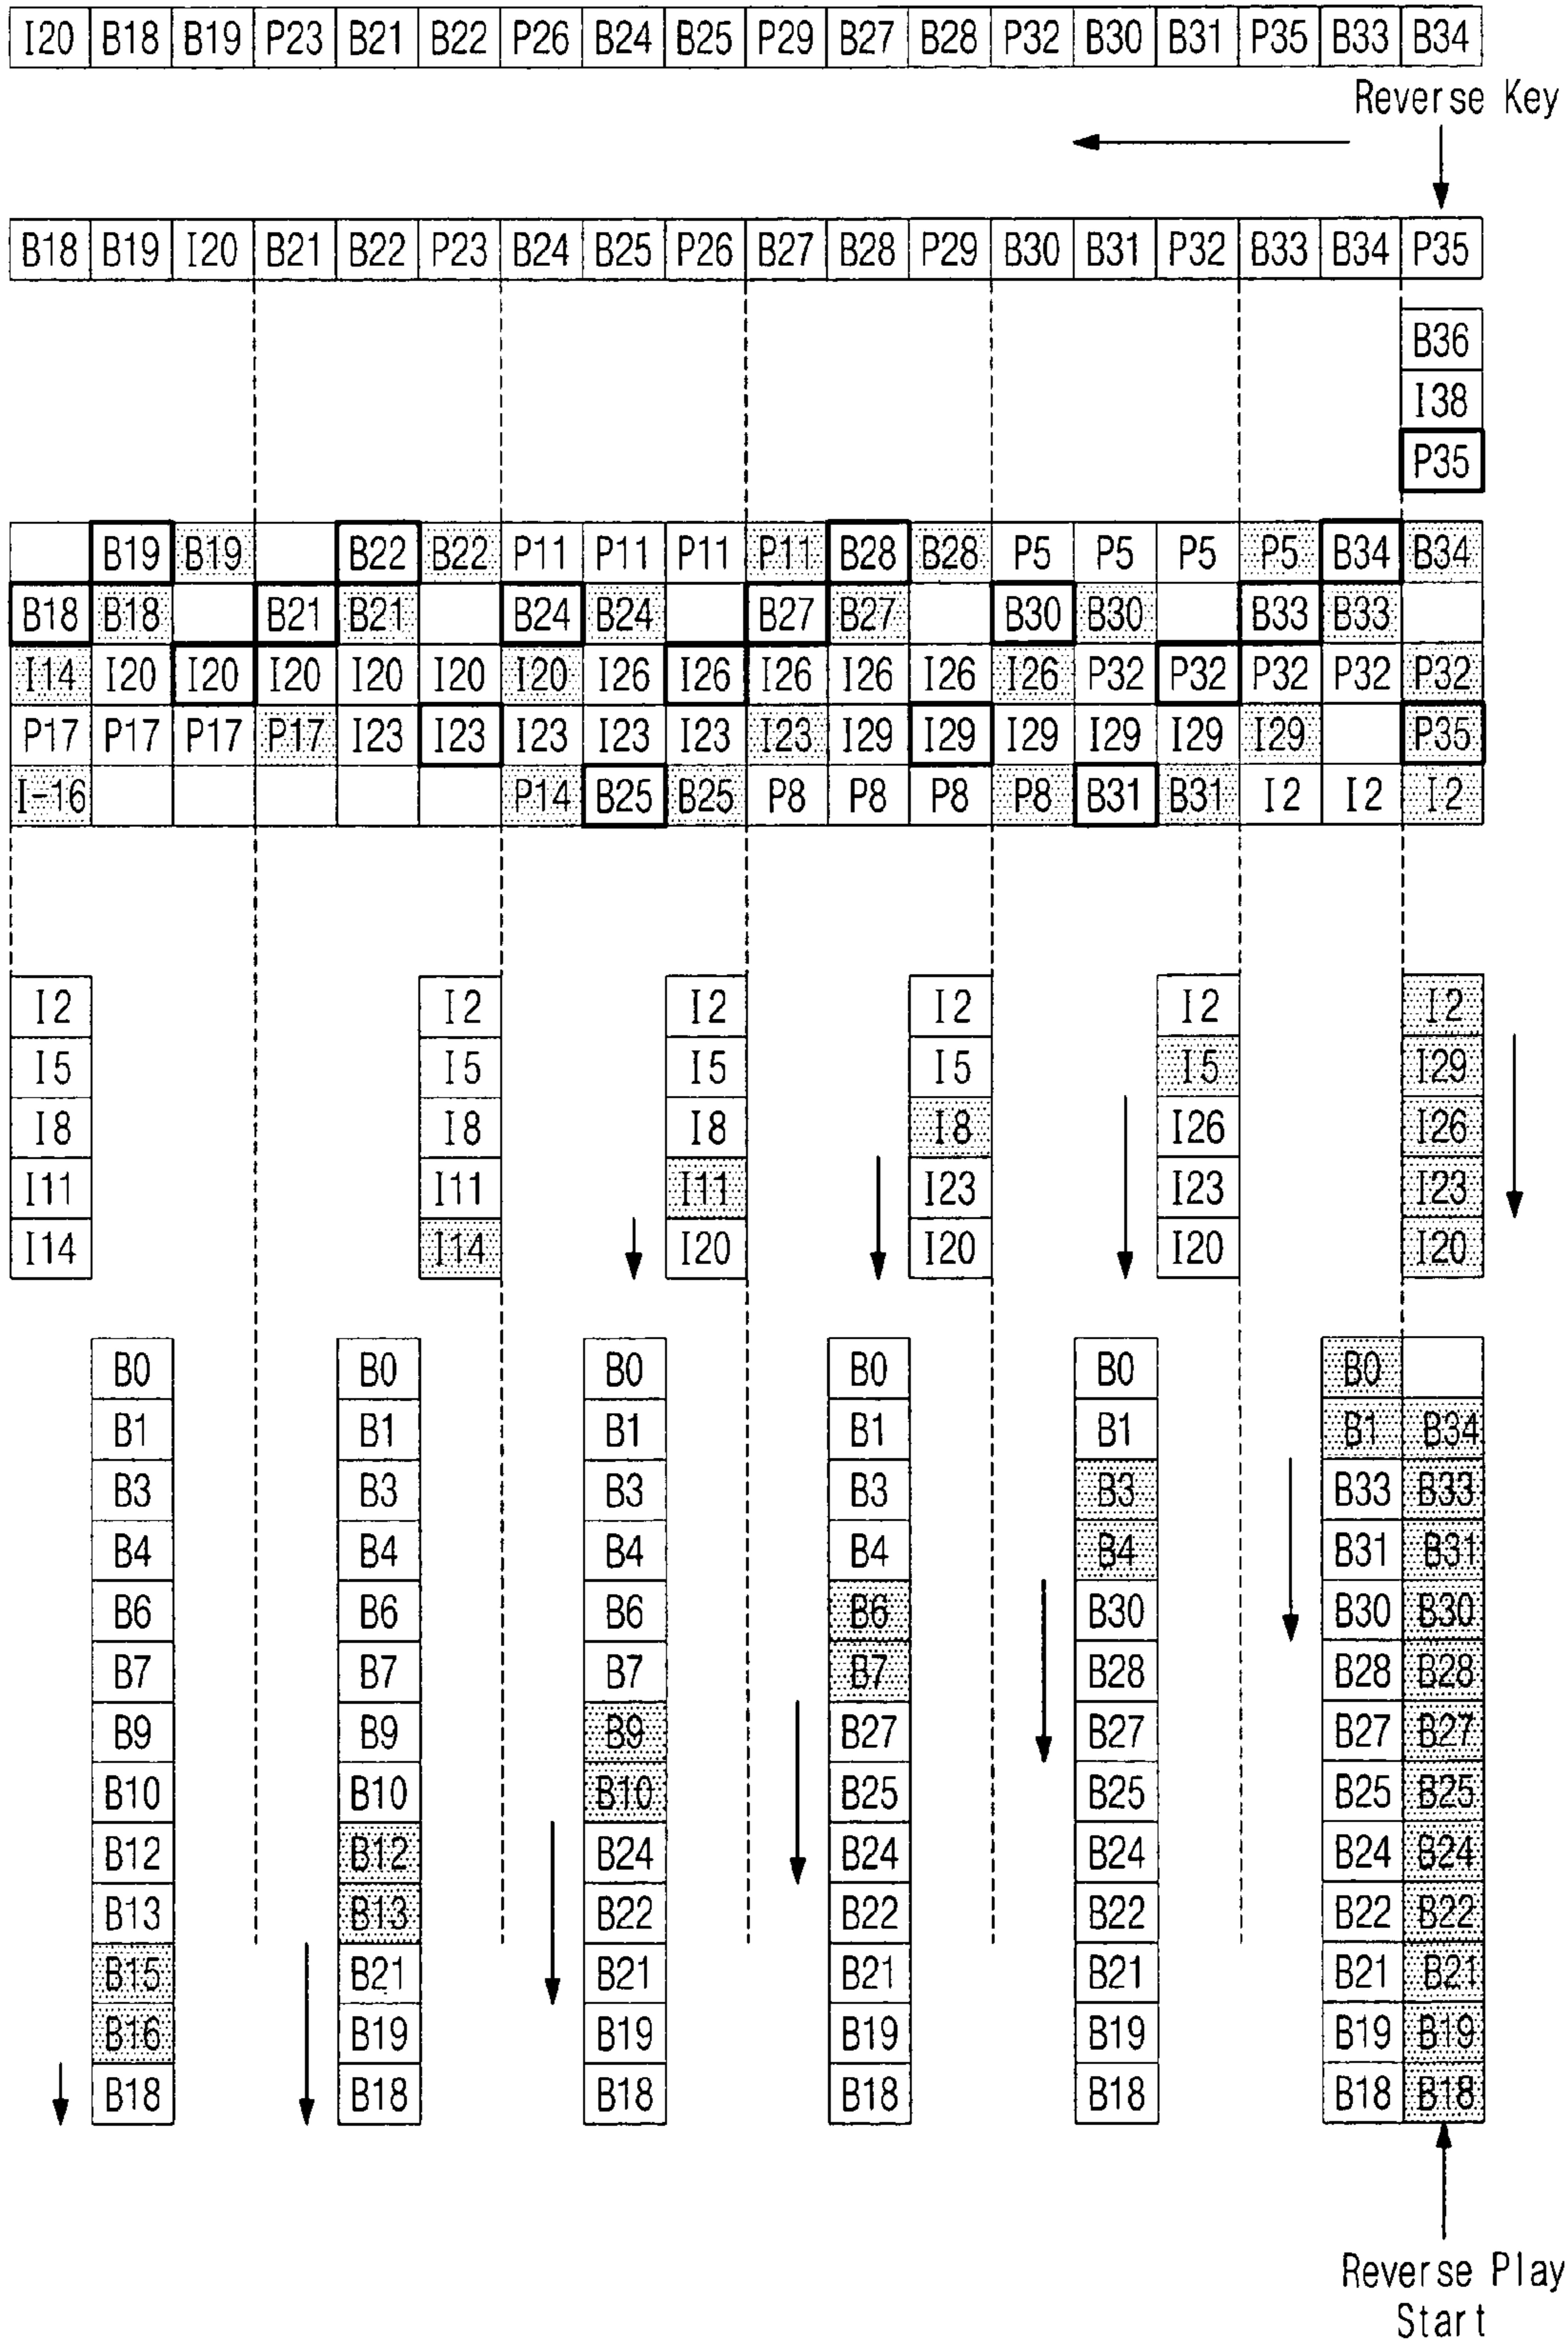 I20 B18 B19 P23 B21 B22 P26 B24 B25 P29 B27 B28 P32 B30 B31 P35 B33 B34
Reverse Key
B18 B19 I20 B21 B22 P23 B24 B25 P26 B27 B28 P29 B30 B31 P32 B33 B34 P35
B36
I38
P35
B19 B19 B22 B22 P11 P11 P11 P11 B28 B28 P5 P5 P5 P5 B34 B34
B18 B18 B21 B21 B24 B24 B27 B27 B30 B30 B33 B33
I14 I20 I20 I20 I20 I20 I20 I26 I26 I26 I26 I26 I26 P32 P32 P32 P32 P32
P17 P17 P17 P17 I23 I23 I23 I23 I23 I23 I29 I29 I29 I29 I29 I29 P35
I-16 P14 B25 B25 P8 P8 P8 P8 B31 B31 I2 I2 I2
I2 I2 I2 I2 I2 I2
I5 I5 I5 I5 I5 I29
I8 I8 I8 I8 I26 I26
I11 I11 I11 I23 I23 I23
I14 I14 I20 I20 I20 I20
B0 B0 B0 B0 B0 B0
B1 B1 B1 B1 B1 B1 B34
B3 B3 B3 B3 B3 B33 B33
B4 B4 B4 B4 B4 B31 B31
B6 B6 B6 B6 B30 B30 B30
B7 B7 B7 B7 B28 B28 B28
B9 B9 B9 B27 B27 B27 B27
B10 B10 B10 B25 B25 B25 B25
B12 B12 B24 B24 B24 B24 B24
B13 B13 B22 B22 B22 B22 B22
B15 B21 B21 B21 B21 B21 B21
B16 B19 B19 B19 B19 B19 B19
B18 B18 B18 B18 B18 B18 B18
Reverse Play
Start